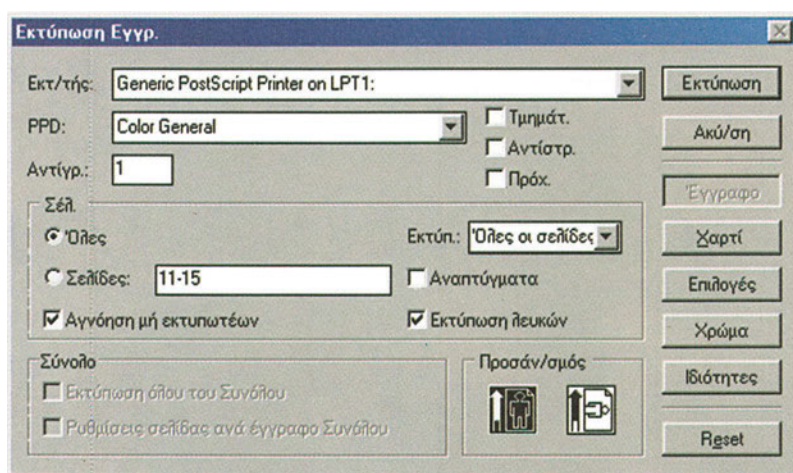 Εκτύπωση Εγγρ.
Εκτ/τής: Generic PostScript Printer on LPT1: Εκτύπωση
PPD: Color General Τμημάτ. Ακύ/ση
Αντίστρ.
Αντίγρ.: 1 Πρόχ. Έγγραφο
Σέλ.
Όλες Εκτύπ.: Όλες οι σελίδες Χαρτί
Σελίδες: 11-15 Αναπτύγματα Επιλογές
Αγνόηση μή εκτυπωτέων Εκτύπωση λευκών Χρώμα
Σύνολο Προσάν/σμός
Εκτύπωση όλου του Συνόλου Ιδιότητες
Ρυθμίσεις σελίδας ανά έγγραφο Συνόλου Reset